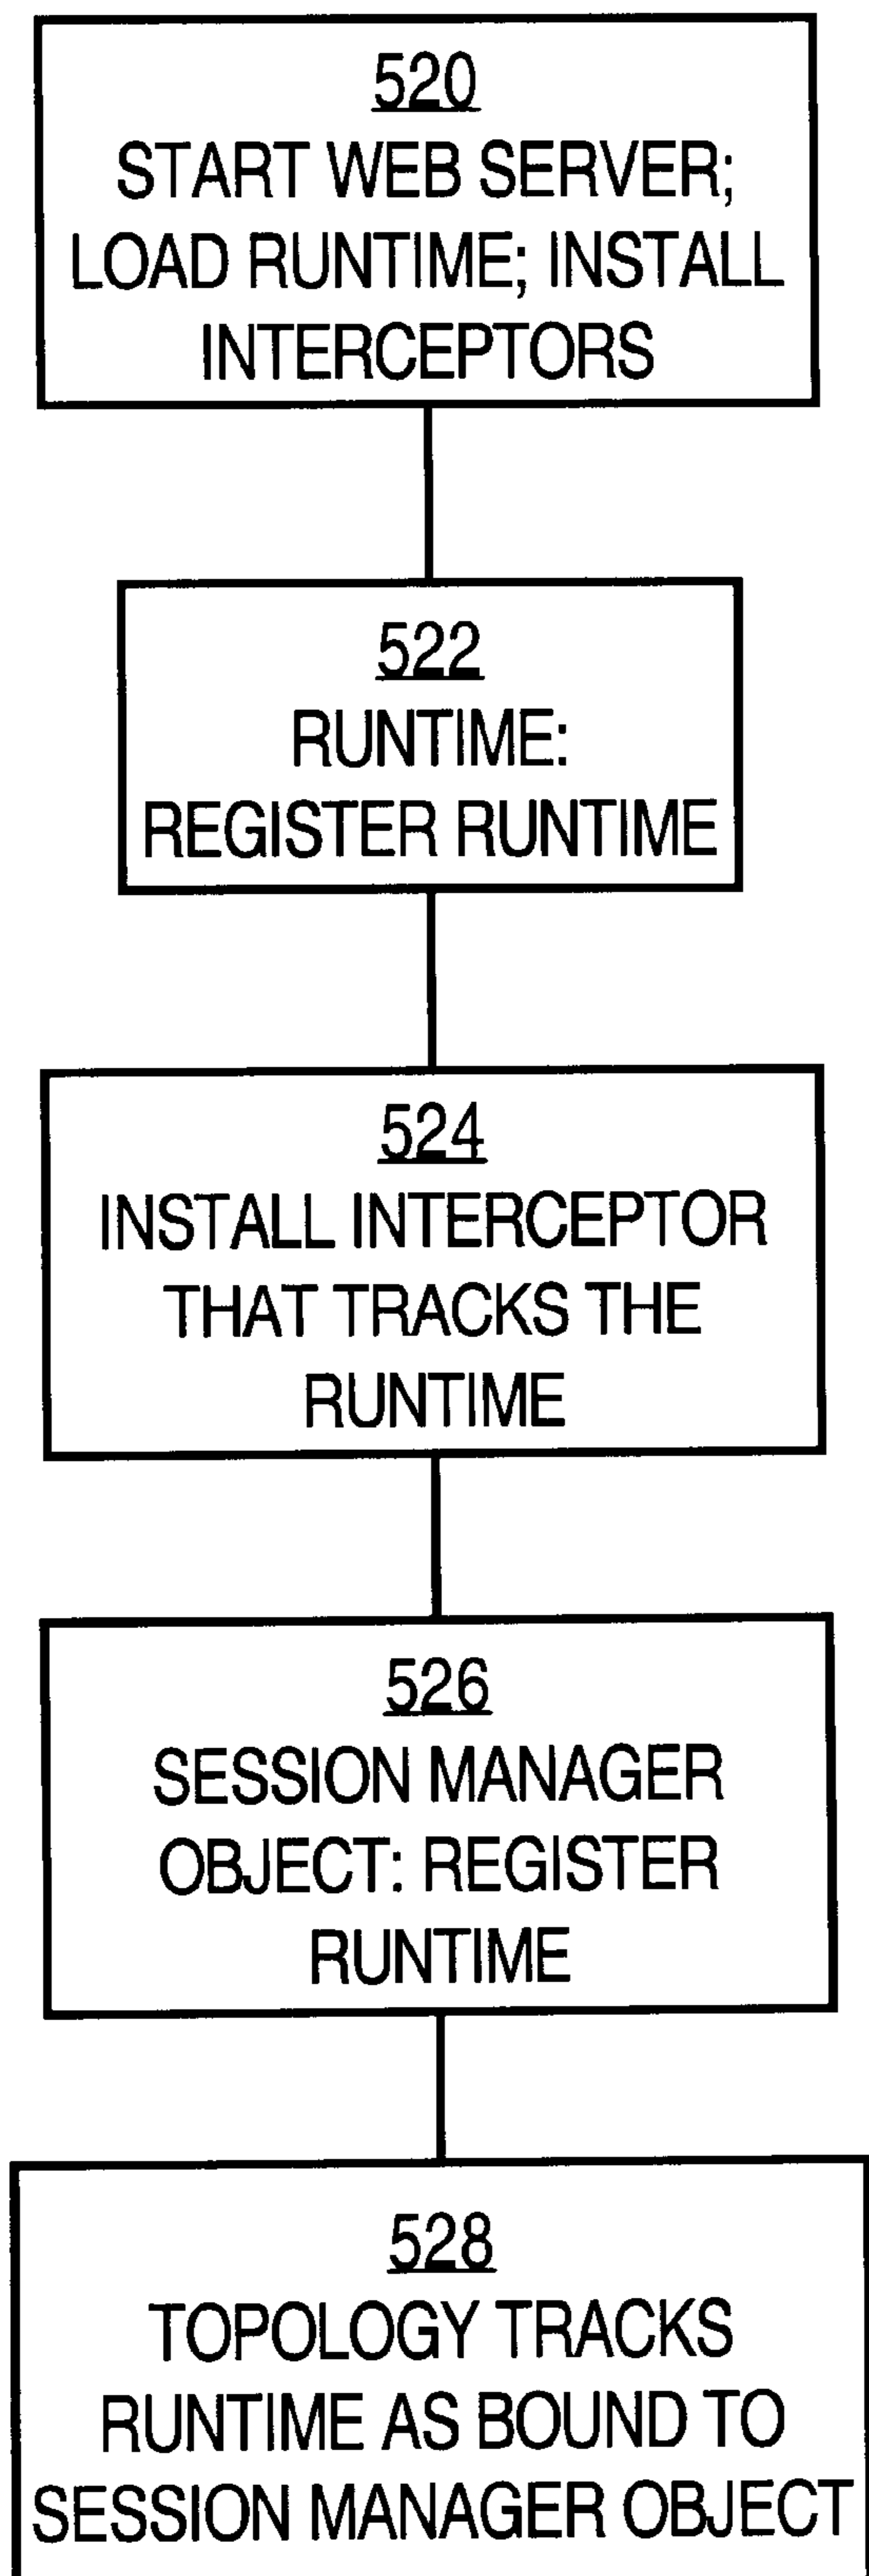 520
START WEB SERVER;
LOAD RUNTIME; INSTALL
INTERCEPTORS
522
RUNTIME:
REGISTER RUNTIME
524
INSTALL INTERCEPTOR
THAT TRACKS THE
RUNTIME
526
SESSION MANAGER
OBJECT: REGISTER
RUNTIME
528
TOPOLOGY TRACKS
RUNTIME AS BOUND TO
SESSION MANAGER OBJECT